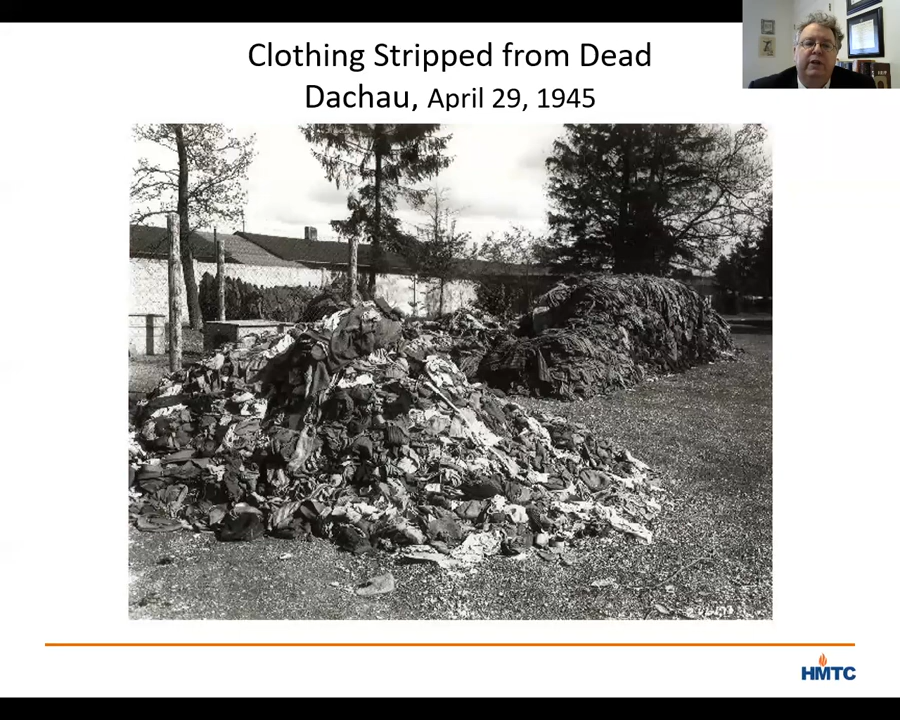 Clothing Stripped from Dead
Dachau, April 29, 1945
HMTC